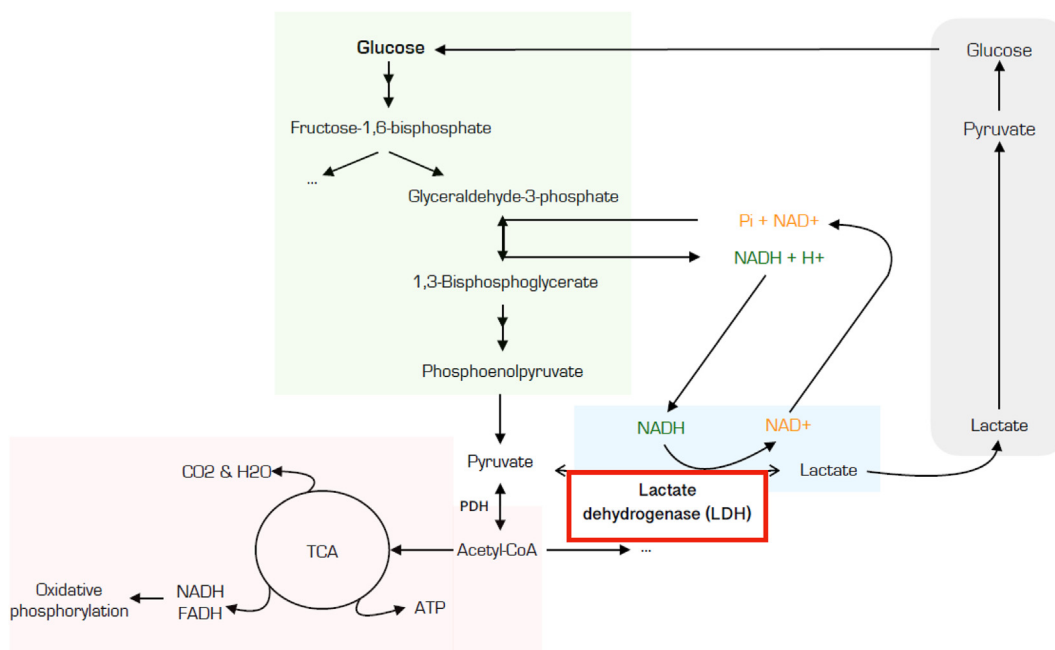 Glucose
Glucose
Fructose-1,6-bisphosphate
Pyruvate
...
Glyceraldehyde-3-phosphate
Pi + NAD+
NADH + H+
1,3-Bisphosphoglycerate
Phosphoenolpyruvate
NADH
NAD+
Lactate
Pyruvate
Lactate
CO2 & H2O
Lactate
dehydrogenase (LDH)
PDH
TCA
Acetyl-CoA
...
Oxidative
phosphorylation
NADH
FADH
ATP